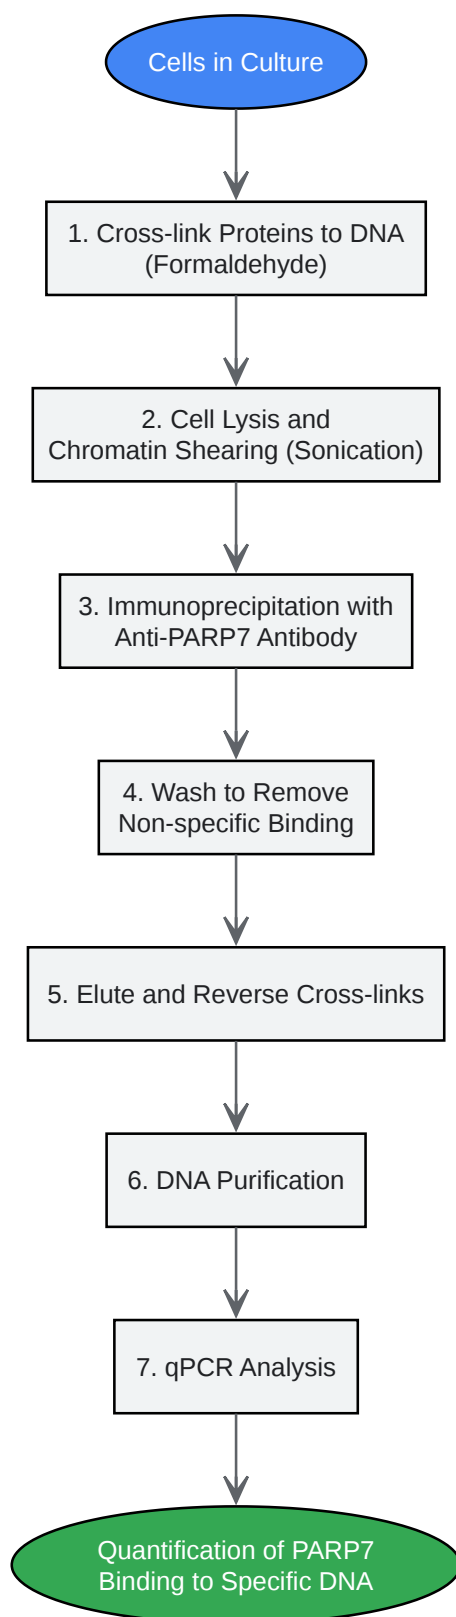 Cells in Culture
1. Cross-link Proteins to DNA
(Formaldehyde)
2. Cell Lysis and
Chromatin Shearing (Sonication)
3. Immunoprecipitation with
Anti-PARP7 Antibody
4. Wash to Remove
Non-specific Binding
5. Elute and Reverse Cross-links
6. DNA Purification
7. qPCR Analysis
Quantification of PARP7
Binding to Specific DNA